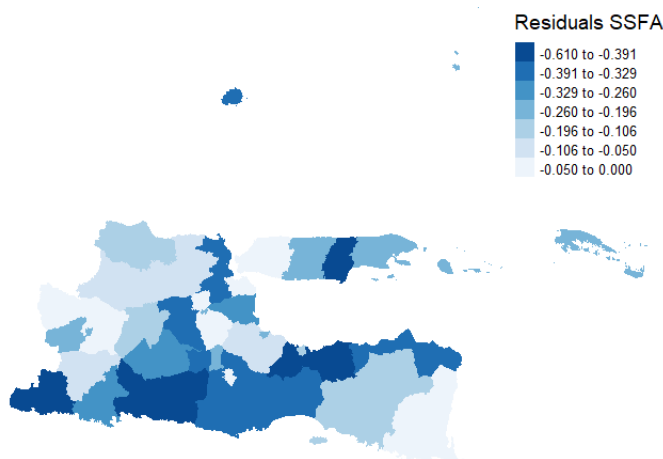 Residuals SSFA
-0.610 to -0.391
-0.391 to -0.329
-0.329 to -0.260
-0.260 to -0.196
-0.196 to -0.106
-0.106 to -0.050
-0.050 to 0.000